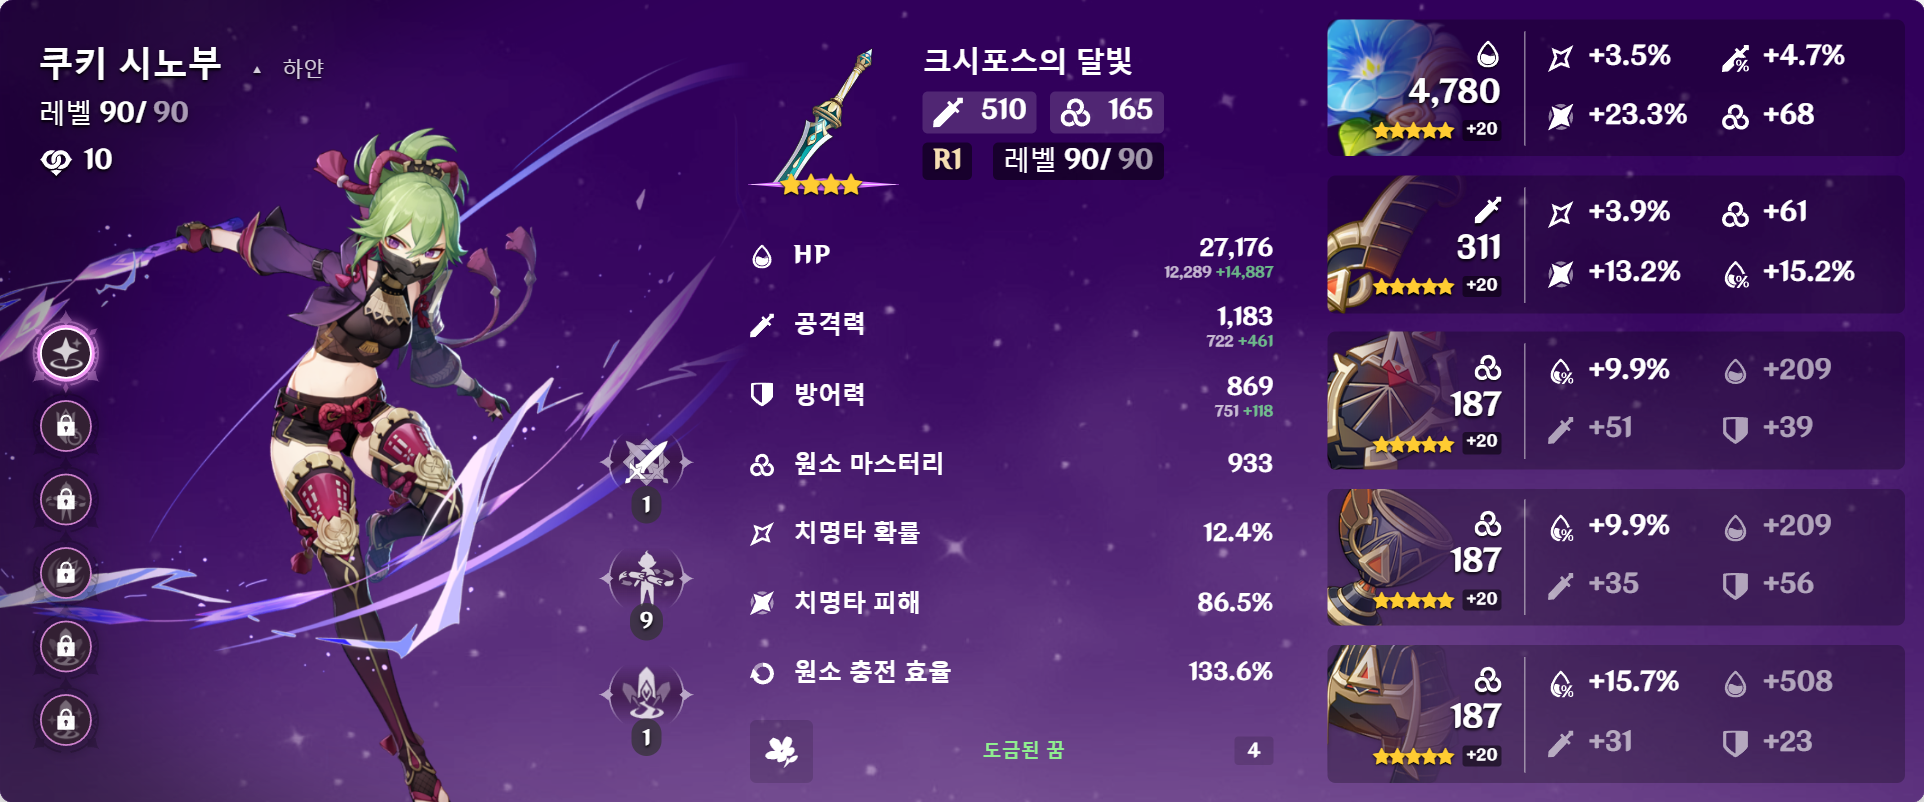 쿠키 시노부 ▲ 하얀
레벨 90/ 90
10
1
9
1
크시포스의 달빛
510 165
R1 레벨 90/ 90
HP 27,176
12,289 +14,887
공격력 1,183
722 +461
방어력 869
751 +118
원소 마스터리 933
치명타 확률 12.4%
치명타 피해 86.5%
원소 충전 효율 133.6%
도금된 꿈 4
4,780
+20
+3.5% +4.7%
+23.3% +68
311
+20
+3.9% +61
+13.2% +15.2%
187
+20
+9.9% +209
+51 +39
187
+20
+9.9% +209
+35 +56
187
+20
+15.7% +508
+31 +23